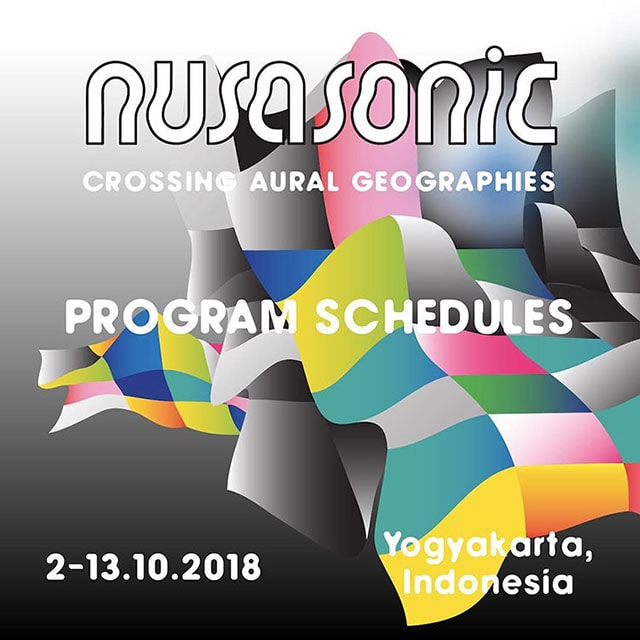 nusasonic
CROSSING AURAL GEOGRAPHIES
PROGRAM SCHEDULES
2-13.10.2018
Yogyakarta,
Indonesia